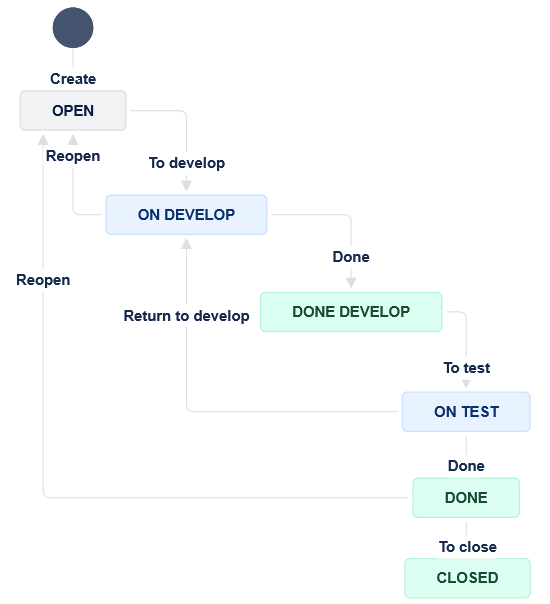 Create
OPEN
Reopen
To develop
ON DEVELOP
Done
Reopen
Return to develop
DONE DEVELOP
To test
ON TEST
Done
DONE
To close
CLOSED